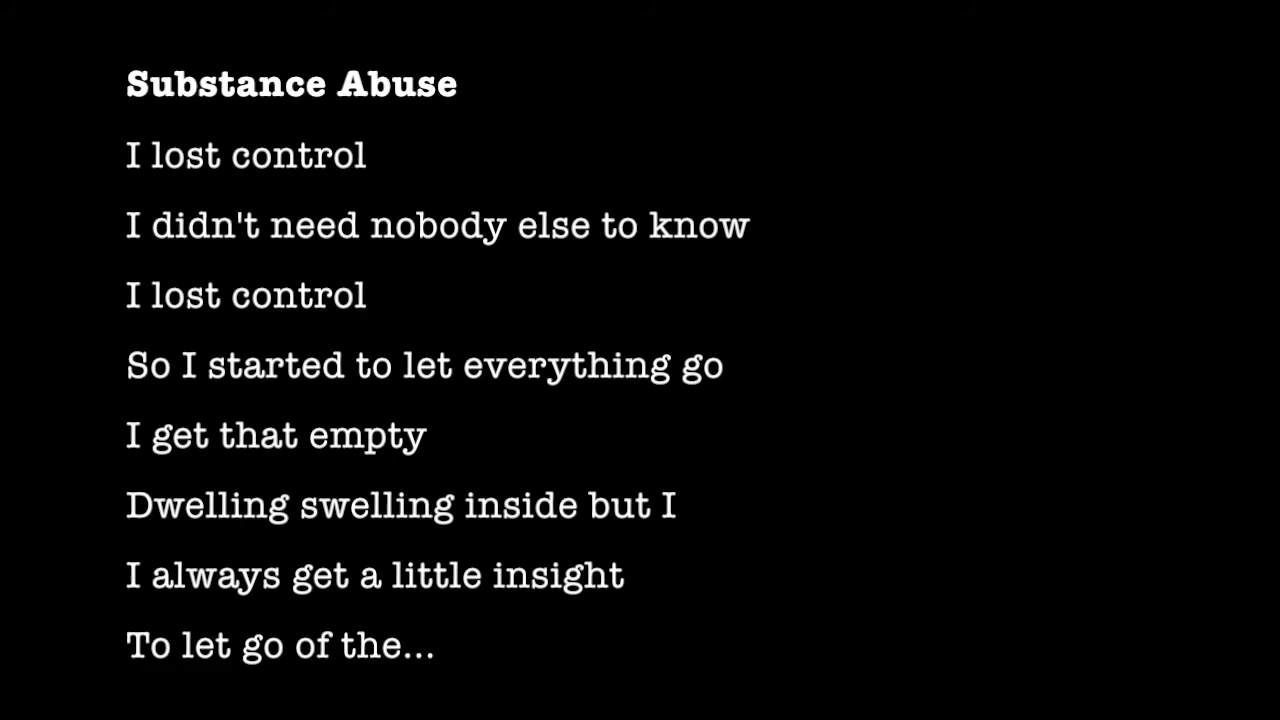 Substance Abuse
I lost control
I didn't need nobody else to know
I lost control
So I started to let everything go
I get that empty
Dwelling swelling inside but I
I always get a little insight
To let go of the...